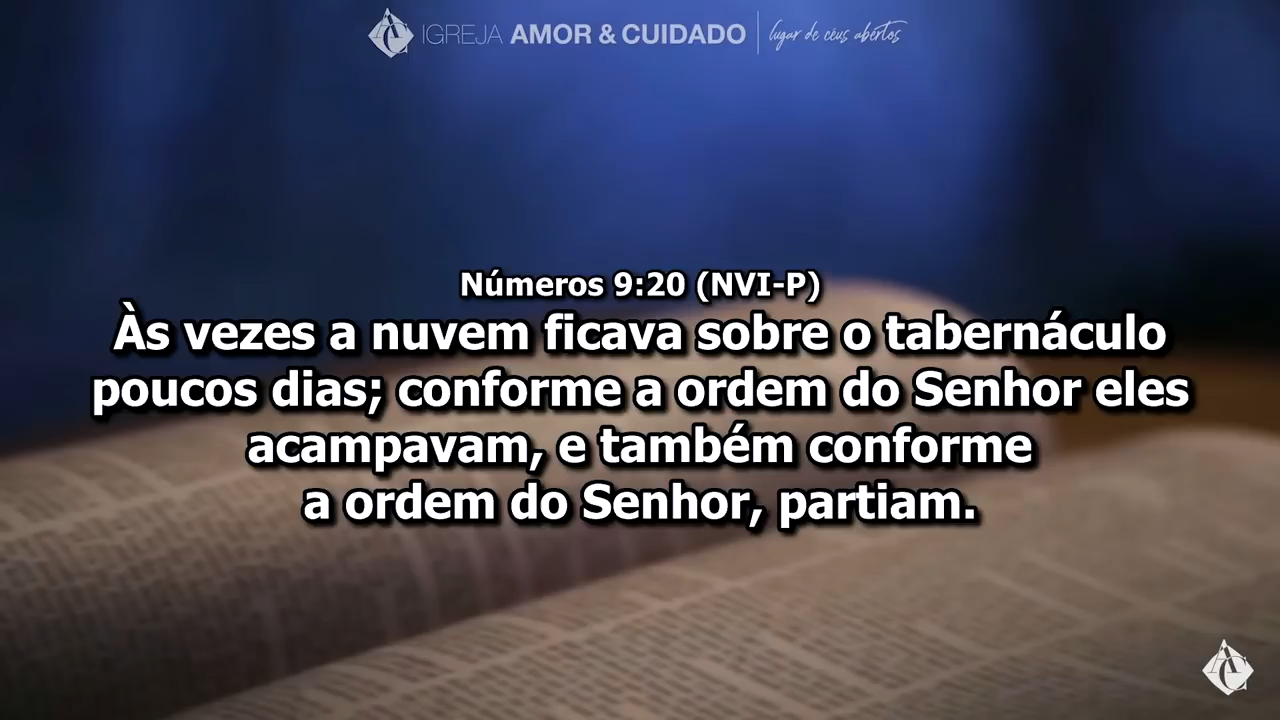 IGREJA AMOR & CUIDADO lugar de céus abertos
Números 9:20 (NVI-P)
Às vezes a nuvem ficava sobre o tabernáculo
poucos dias; conforme a ordem do Senhor eles
acampavam, e também conforme
a ordem do Senhor, partiam.